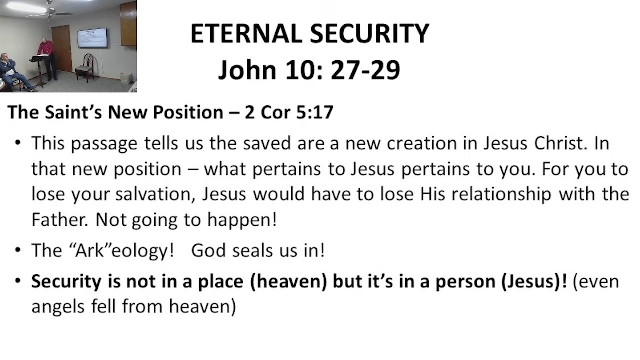 ETERNAL SECURITY
John 10: 27-29
The Saint's New Position – 2 Cor 5:17
• This passage tells us the saved are a new creation in Jesus Christ. In
that new position – what pertains to Jesus pertains to you. For you to
lose your salvation, Jesus would have to lose His relationship with the
Father. Not going to happen!
• The “Ark”eology!   God seals us in!
• Security is not in a place (heaven) but it's in a person (Jesus)! (even
angels fell from heaven)